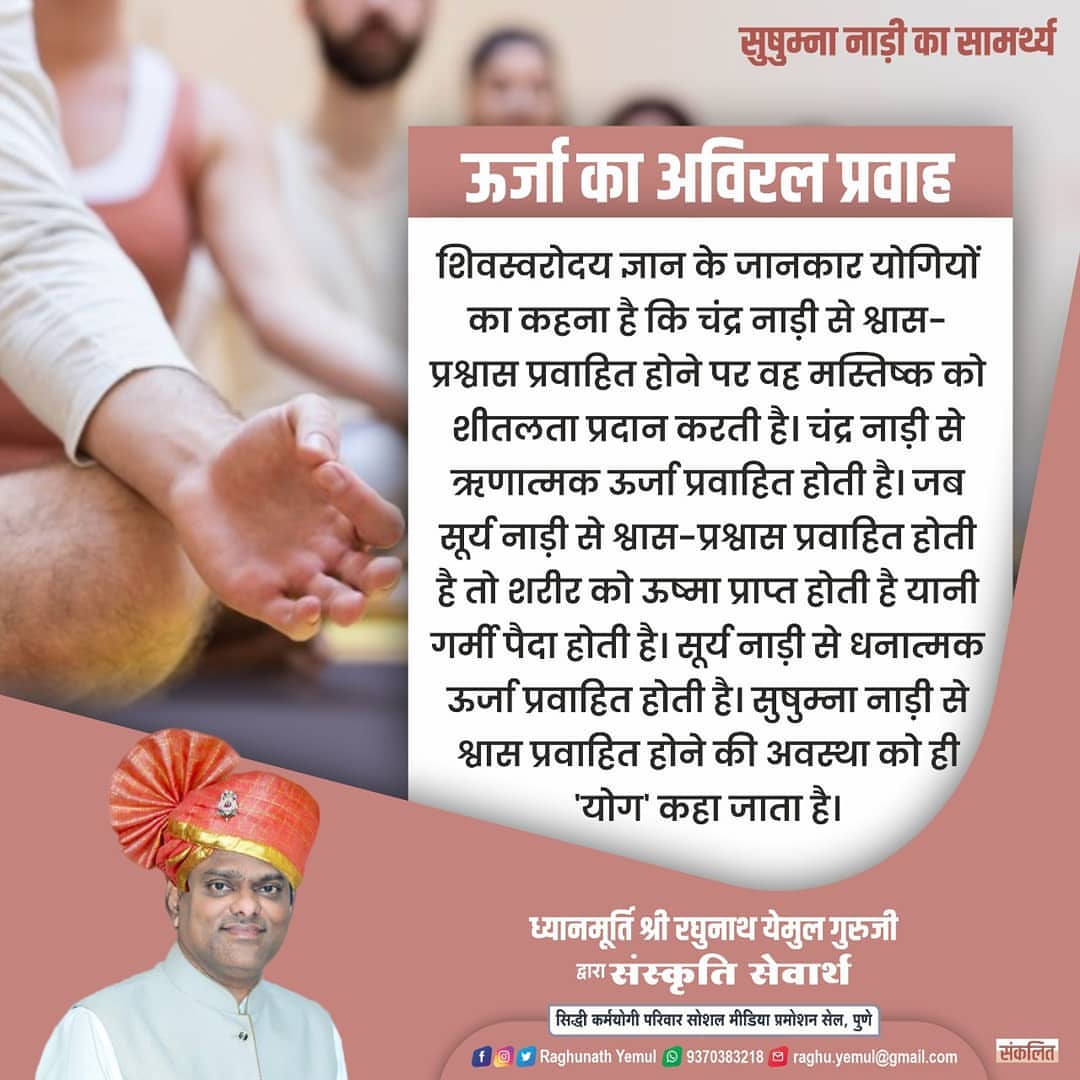 सुषुम्ना नाड़ी का सामर्थ्य
ऊर्जा का अविरल प्रवाह
शिवस्वरोदय ज्ञान के जानकार योगियों
का कहना है कि चंद्र नाड़ी से श्वास-
प्रश्वास प्रवाहित होने पर वह मस्तिष्क को
शीतलता प्रदान करती है। चंद्र नाड़ी से
ऋणात्मक ऊर्जा प्रवाहित होती है। जब
सूर्य नाड़ी से श्वास-प्रश्वास प्रवाहित होती
है तो शरीर को ऊष्मा प्राप्त होती है यानी
गर्मी पैदा होती है। सूर्य नाड़ी से धनात्मक
ऊर्जा प्रवाहित होती है। सुषुम्ना नाड़ी से
श्वास प्रवाहित होने की अवस्था को ही
'योग' कहा जाता है।
ध्यानमूर्ति श्री रघुनाथ येमुल गुरुजी
द्वारा संस्कृति सेवार्थ
सिद्धी कर्मयोगी परिवार सोशल मीडिया प्रमोशन सेल, पुणे
Raghunath Yemul 9370383218 raghu.yemul@gmail.com
संकलित